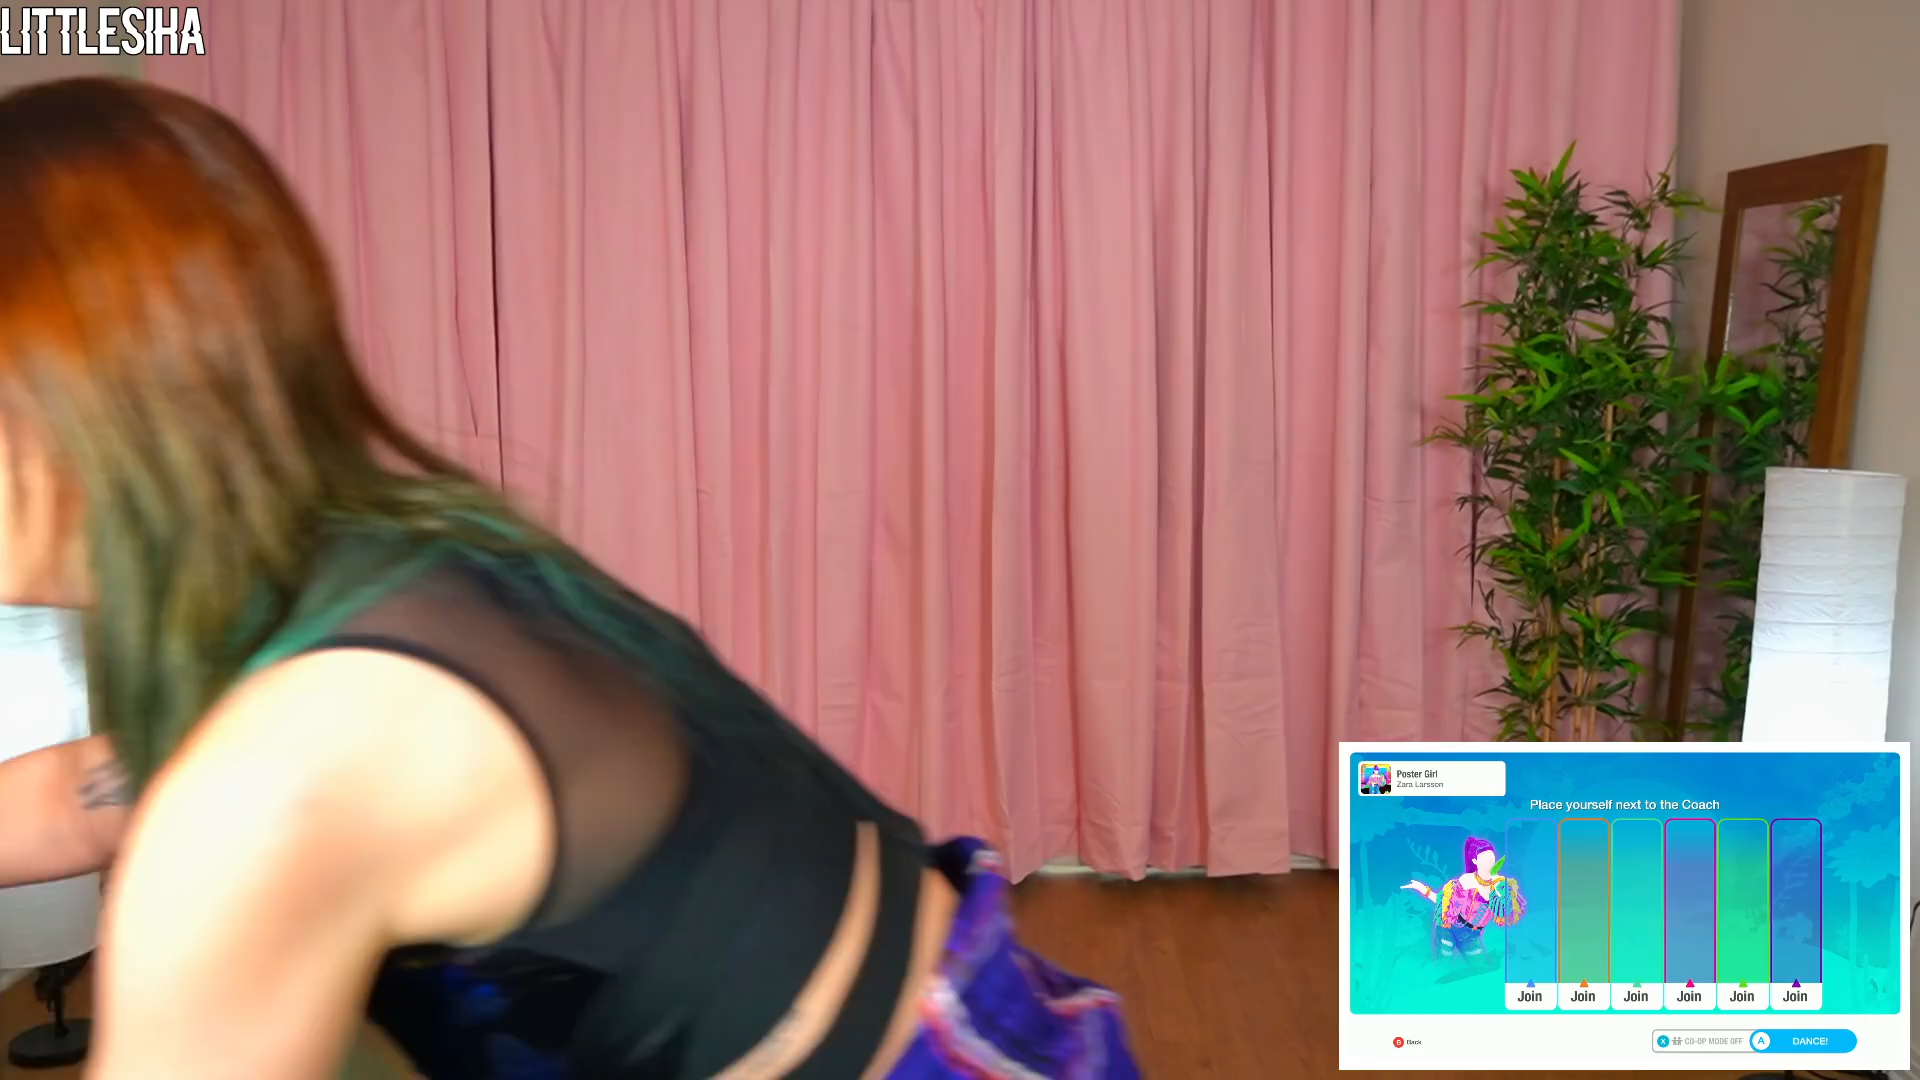 LITTLESIHA
Poster Girl
Zara Larsson
Place yourself next to the Coach
Join Join Join Join Join Join
B Back
X CO-OP MODE OFF A DANCE!